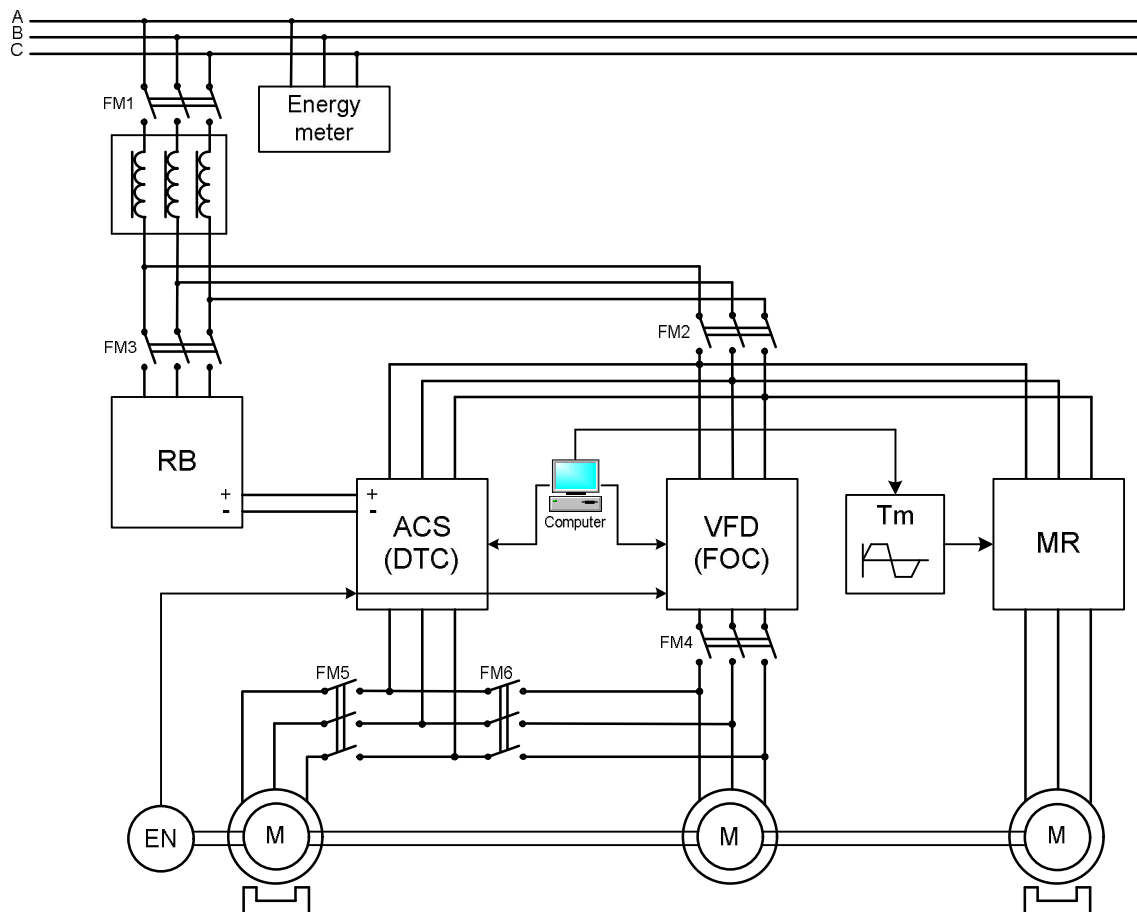 A
B
C
FM1
Energy
meter
FM3
FM2
RB
+
-
+
-
ACS
(DTC)
Computer
VFD
(FOC)
Tm
MR
FM4
FM5
FM6
EN
M
M
M